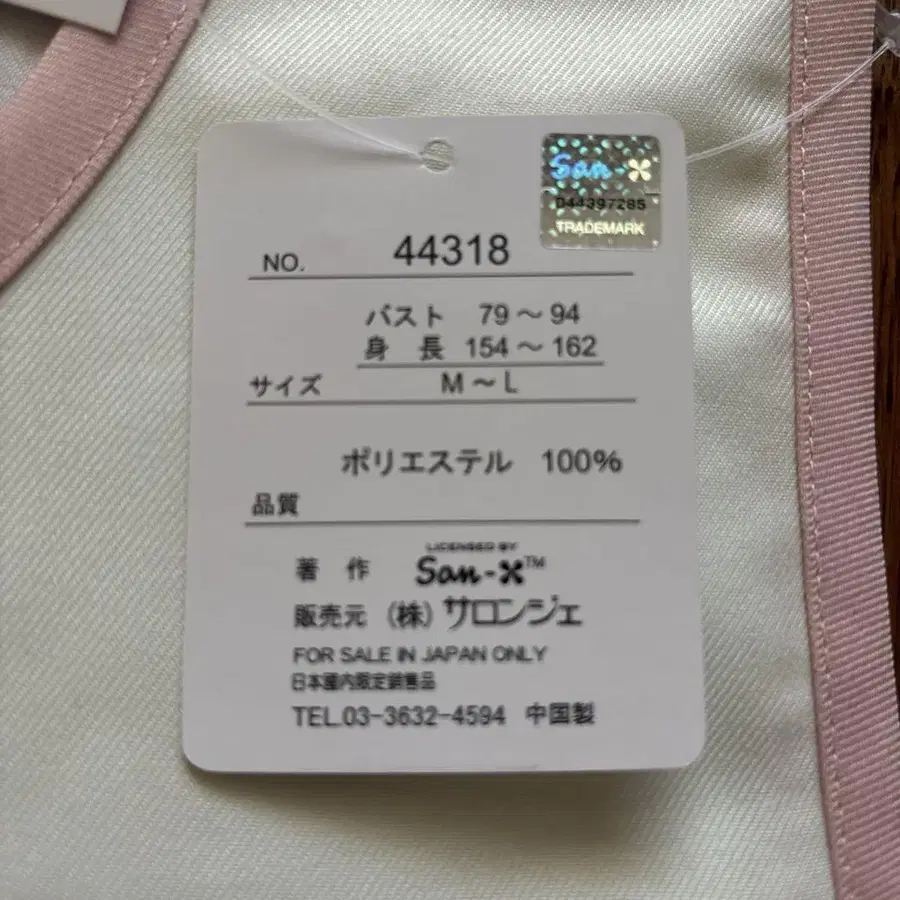 San-X
D44397285
TRADEMARK
NO. 44318
バスト 79～94
身 長 154～162
サイズ M～L
ポリエステル 100%
品質
LICENSED BY
著 作 San-X™
販売元 (株) サロンジェ
FOR SALE IN JAPAN ONLY
日本國内限定銷售品
TEL.03-3632-4594 中国製